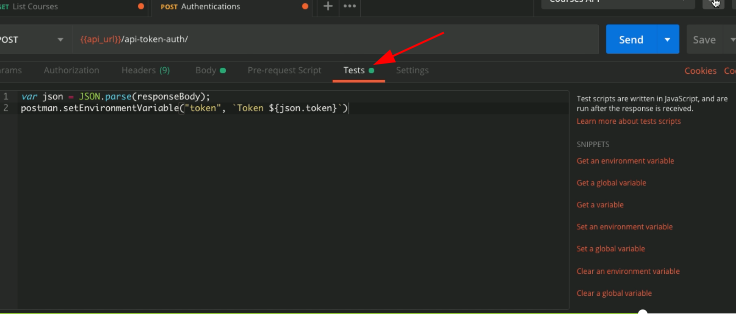 GET List Courses
POST Authentications
+ •••
POST
{{api_url}}/api-token-auth/
Send
Save
Authorization
Headers (9)
Body
Pre-request Script
Tests
Settings
Cookies
1 var json = JSON.parse(responseBody);
2 postman.setEnvironmentVariable("token", `Token ${json.token}`)
Test scripts are written in JavaScript, and are
run after the response is received.
Learn more about tests scripts
SNIPPETS
Get an environment variable
Get a global variable
Get a variable
Set an environment variable
Set a global variable
Clear an environment variable
Clear a global variable